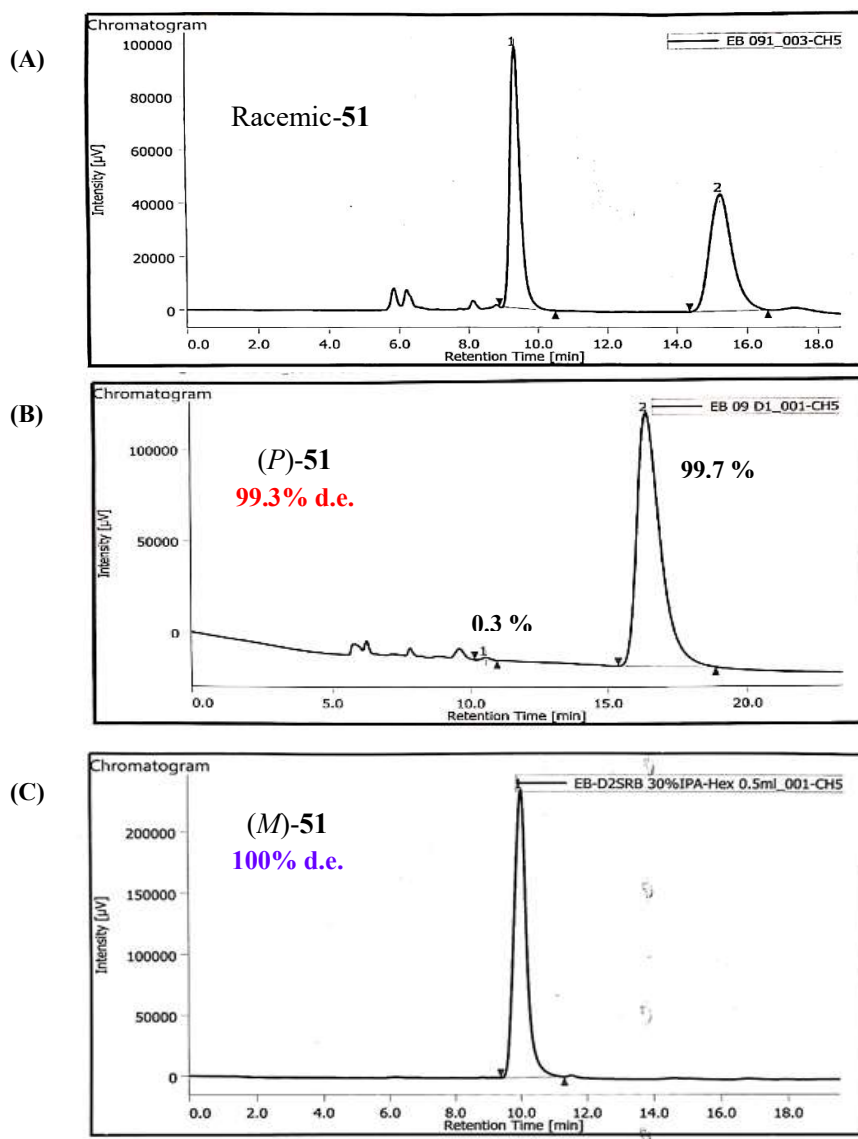 (A)
Chromatogram
EB 091_003-CH5
Racemic-51
1
2
Intensity [µV]
100000
80000
60000
40000
20000
0
0.0 2.0 4.0 6.0 8.0 10.0 12.0 14.0 16.0 18.0
Retention Time [min]
(B)
Chromatogram
EB 09 D1_001-CH5
(P)-51
99.3% d.e.
2
99.7 %
0.3 %
1
Intensity [µV]
100000
50000
0
0.0 5.0 10.0 15.0 20.0
Retention Time [min]
(C)
Chromatogram
EB-D2SRB 30%IPA-Hex 0.5ml_001-CH5
(M)-51
100% d.e.
Intensity [µV]
200000
150000
100000
50000
0
0.0 2.0 4.0 6.0 8.0 10.0 12.0 14.0 16.0 18.0
Retention Time [min]